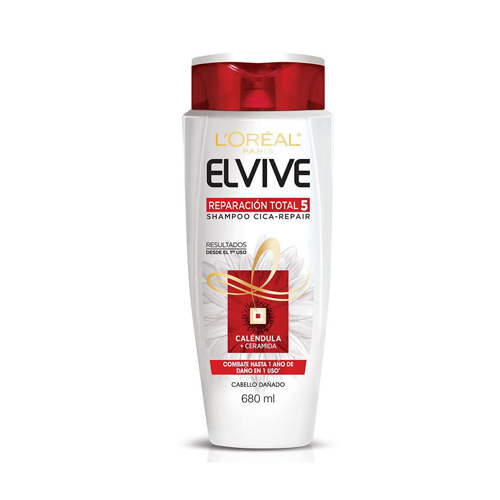 L'ORÉAL
PARIS
ELVIVE
REPARACIÓN TOTAL 5
SHAMPOO CICA-REPAIR
RESULTADOS
DESDE EL 1ER USO
CALÉNDULA
+ CERAMIDA
COMBATE HASTA 1 AÑO DE
DAÑO EN 1 USO*
CABELLO DAÑADO
680 ml